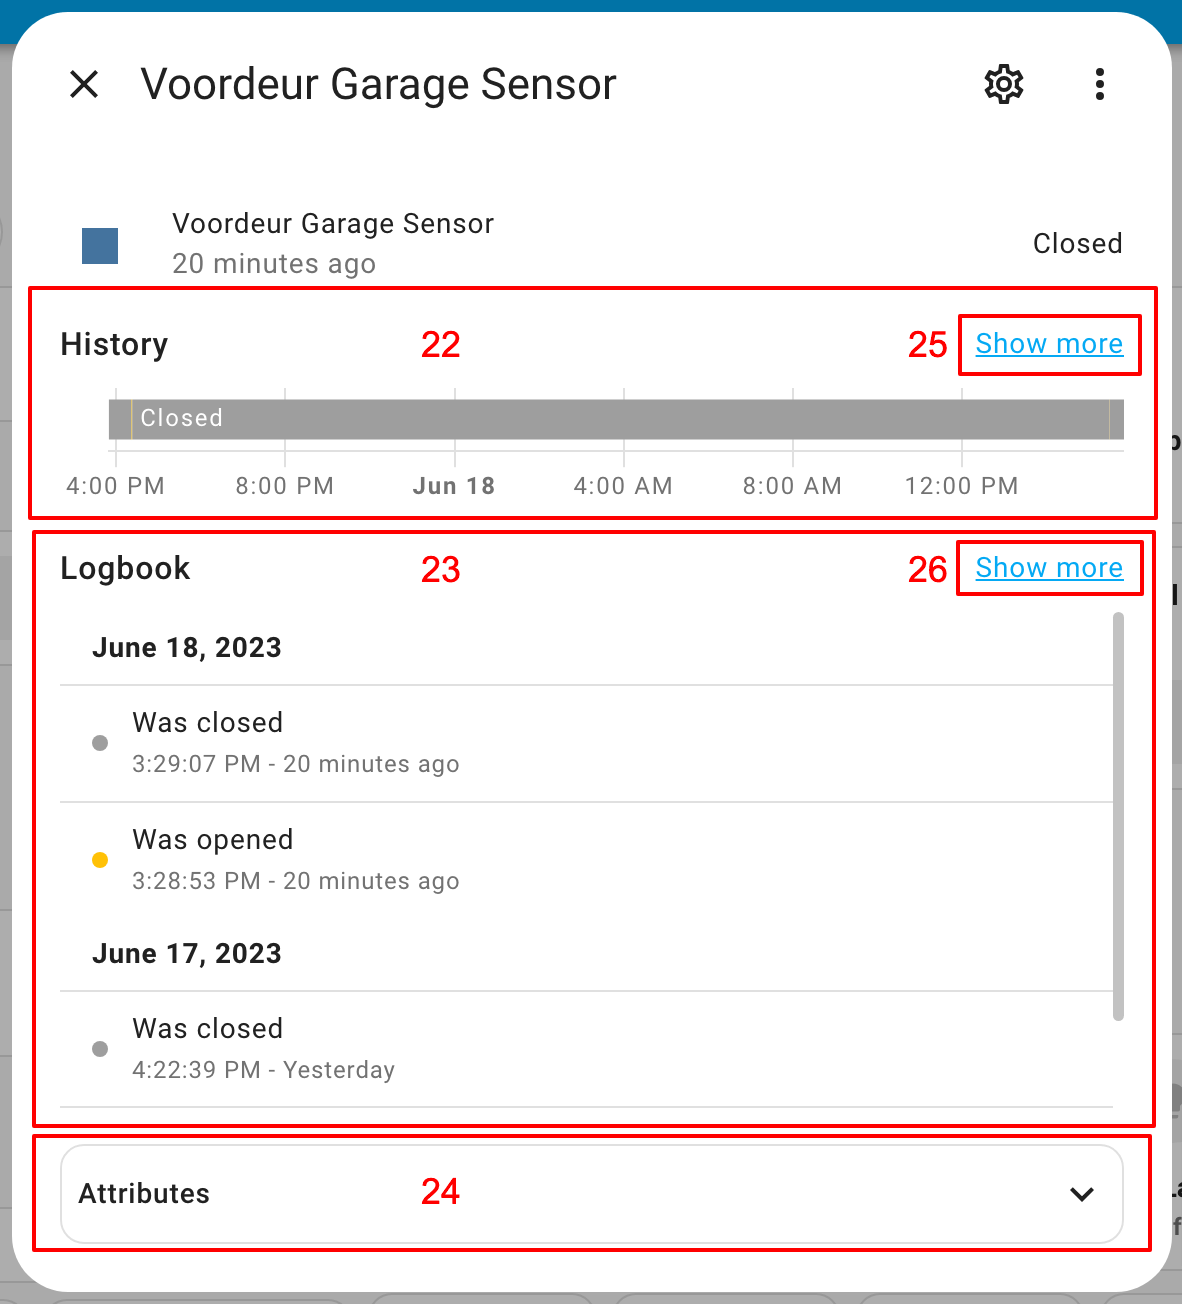 Voordeur Garage Sensor
Voordeur Garage Sensor
20 minutes ago
Closed
History 22 25 Show more
Closed
4:00 PM 8:00 PM Jun 18 4:00 AM 8:00 AM 12:00 PM
Logbook 23 26 Show more
June 18, 2023
Was closed
3:29:07 PM - 20 minutes ago
Was opened
3:28:53 PM - 20 minutes ago
June 17, 2023
Was closed
4:22:39 PM - Yesterday
Attributes 24